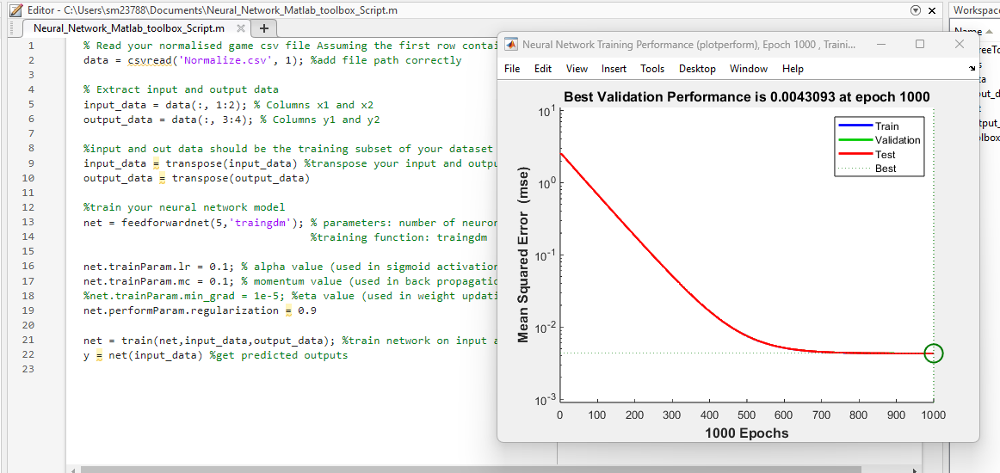 Editor - C:\Users\sm23788\Documents\Neural_Network_Matlab_toolbox_Script.m
Workspace
Neural_Network_Matlab_toolbox_Script.m
Name
1 % Read your normalised game csv file Assuming the first row
2 data = csvread('Normalize.csv', 1); %add file path correctly
3
4 % Extract input and output data
5 input_data = data(:, 1:2); % Columns x1 and x2
6 output_data = data(:, 3:4); % Columns y1 and y2
7
8 %input and out data should be the training subset of your dataset
9 input_data = transpose(input_data) %transpose your input and
10 output_data = transpose(output_data)
11
12 %train your neural network model
13 net = feedforwardnet(5,'traingdm'); % parameters: number of
14 %training function: traingdm
15
16 net.trainParam.lr = 0.1; % alpha value (used in sigmoid activation
17 net.trainParam.mc = 0.1; % momentum value (used in back
18 %net.trainParam.min_grad = 1e-5; %eta value (used in weight
19 net.performParam.regularization = 0.9
20
21 net = train(net,input_data,output_data); %train network on input
22 y = net(input_data) %get predicted outputs
23
Neural Network Training Performance (plotperform), Epoch 1000 , Traini...
File Edit View Insert Tools Desktop Window Help
Best Validation Performance is 0.0043093 at epoch 1000
Mean Squared Error (mse)
10^1
10^0
10^-1
10^-2
10^-3
Train
Validation
Test
Best
0 100 200 300 400 500 600 700 800 900 1000
1000 Epochs